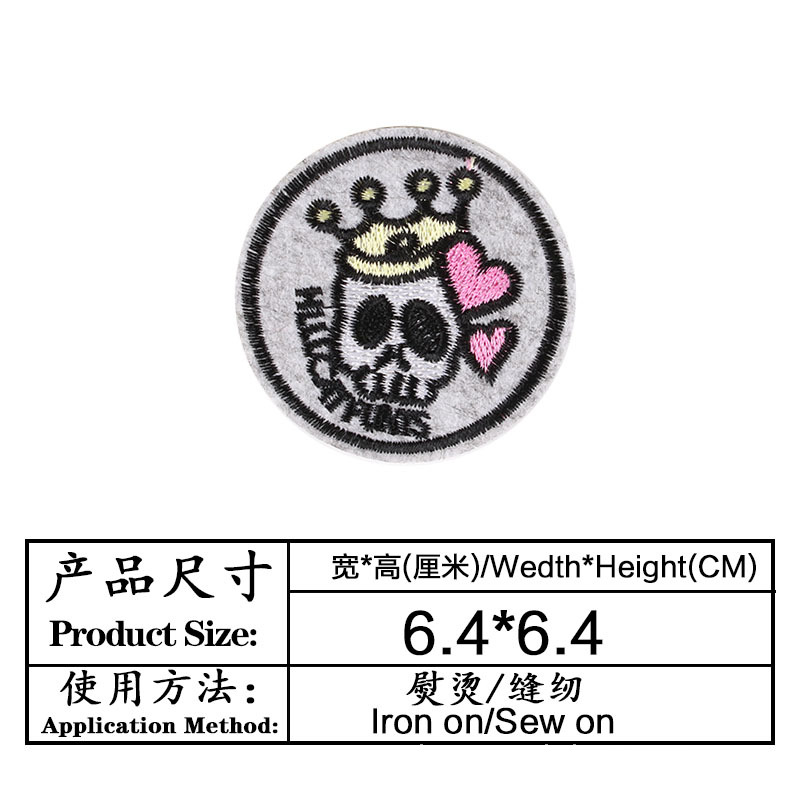 产品尺寸
Product Size:
宽*高(厘米)/Wedth*Height(CM)
6.4*6.4
使用方法：
Application Method:
熨烫/缝纫
Iron on/Sew on